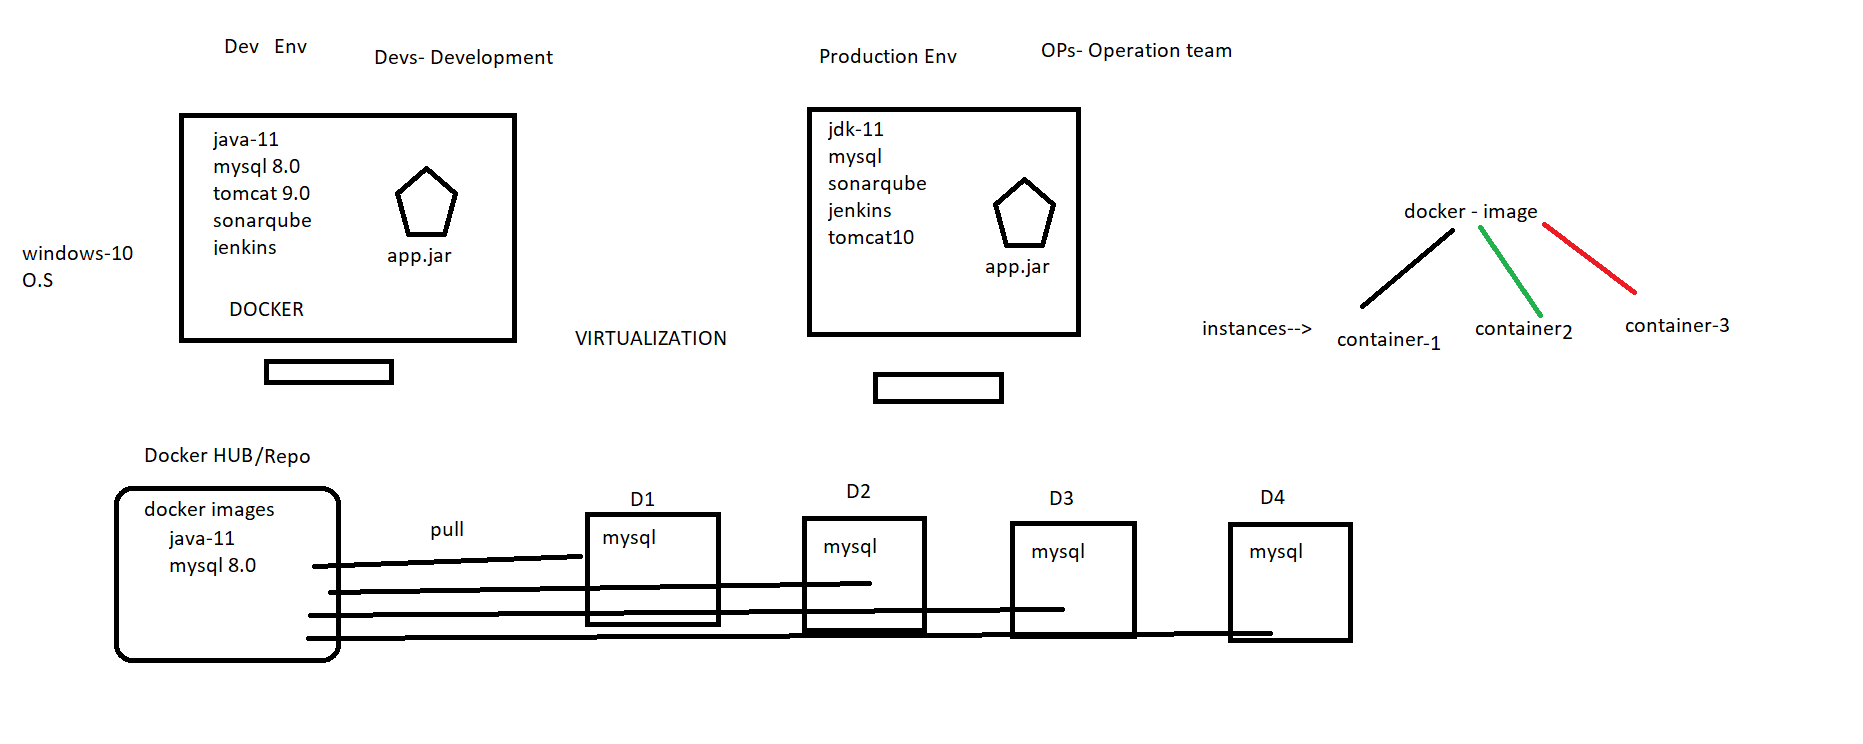 Dev Env
Devs- Development
Production Env
OPs- Operation team
java-11
mysql 8.0
tomcat 9.0
sonarqube
jenkins
app.jar
DOCKER
windows-10
O.S
VIRTUALIZATION
jdk-11
mysql
sonarqube
jenkins
tomcat10
app.jar
docker - image
instances-->
container-1
container2
container-3
Docker HUB/Repo
docker images
java-11
mysql 8.0
pull
D1
mysql
D2
mysql
D3
mysql
D4
mysql